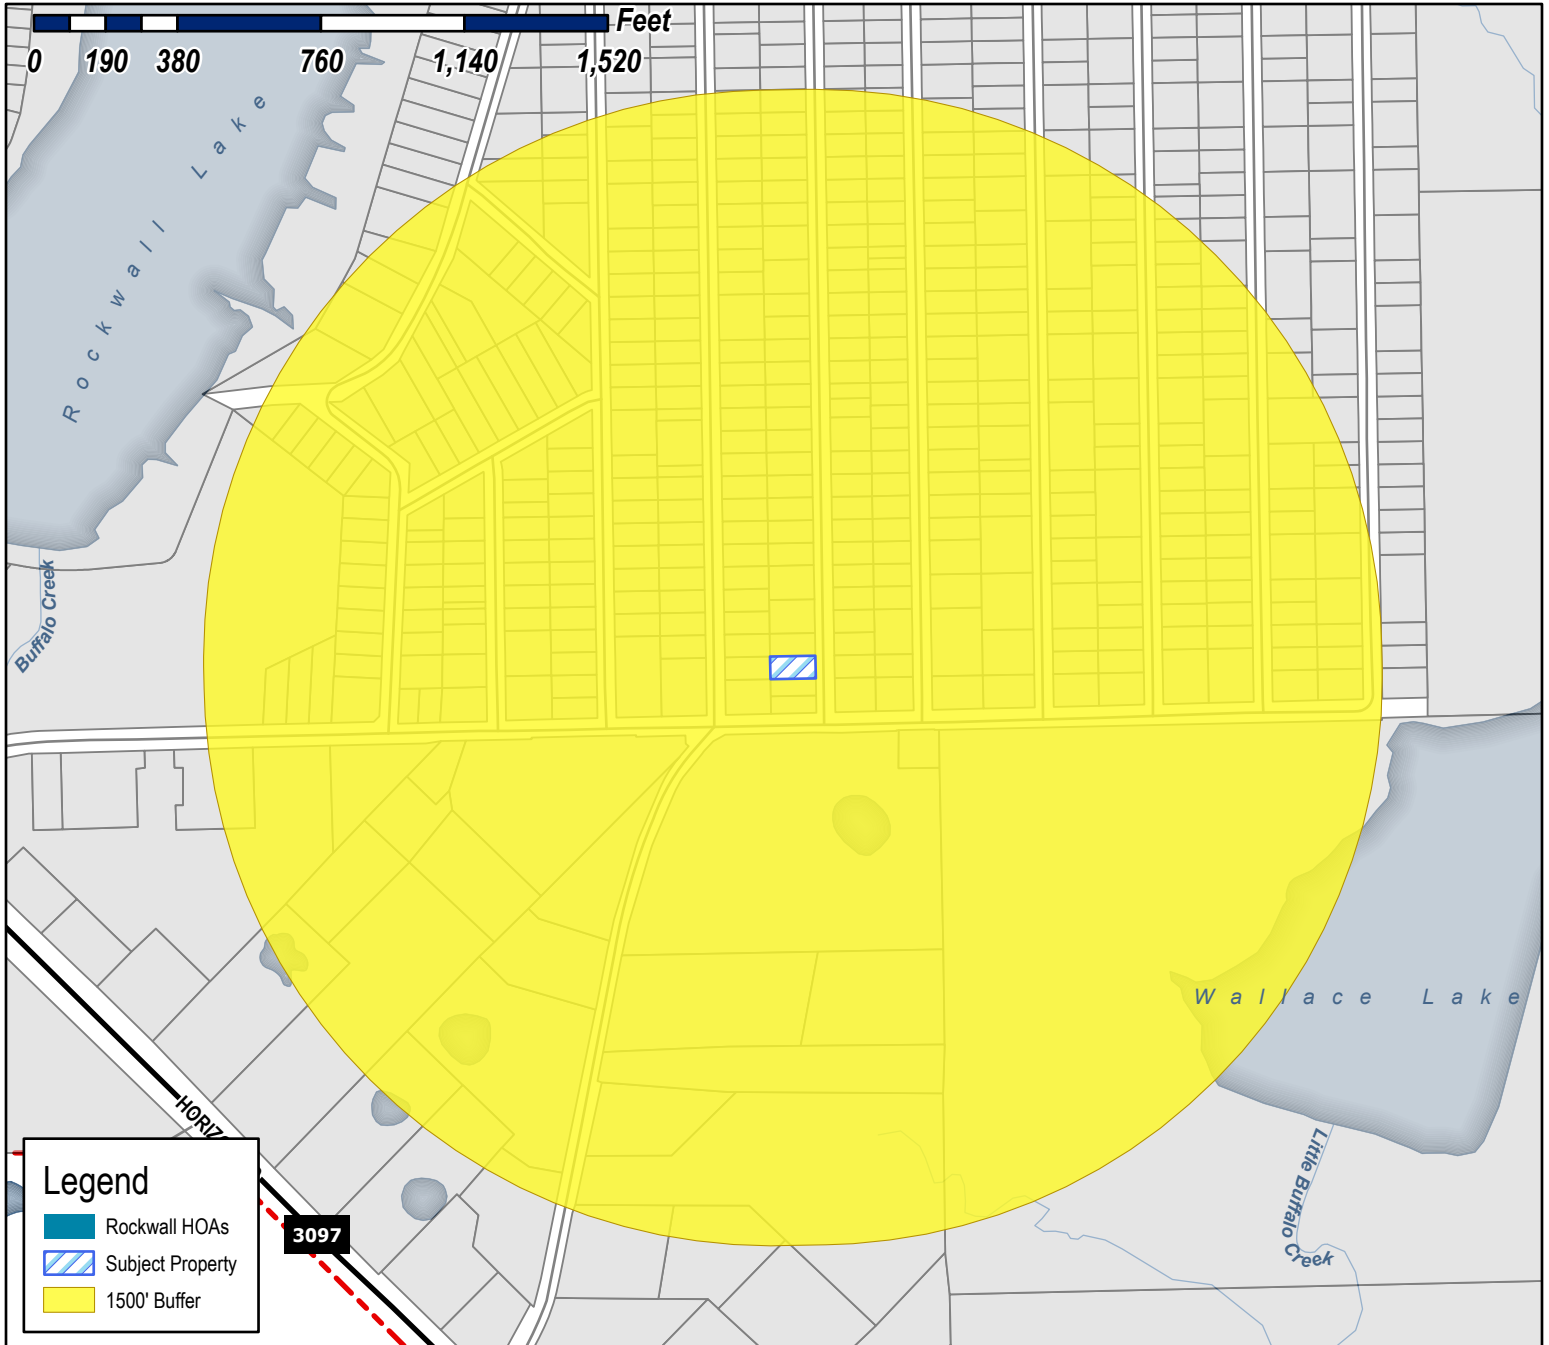 Feet
0 190 380 760 1,140 1,520
Rockwall Lake
Buffalo Creek
Wallace Lake
Little Buffalo Creek
3097
Legend
Rockwall HOAs
Subject Property
1500' Buffer